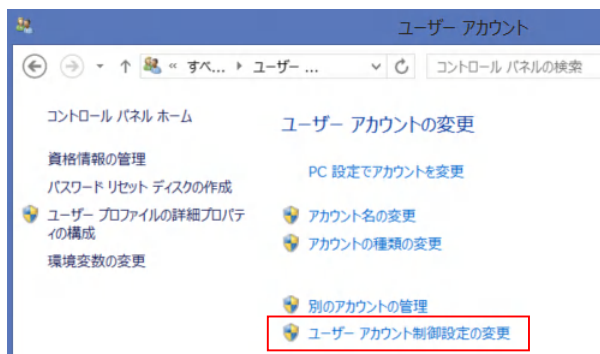 ユーザー アカウント
« すべ... ▸ ユーザー ...
コントロール パネルの検索
コントロール パネル ホーム
資格情報の管理
パスワード リセット ディスクの作成
ユーザー プロファイルの詳細プロパテ
ィの構成
環境変数の変更
ユーザー アカウントの変更
PC 設定でアカウントを変更
アカウント名の変更
アカウントの種類の変更
別のアカウントの管理
ユーザー アカウント制御設定の変更